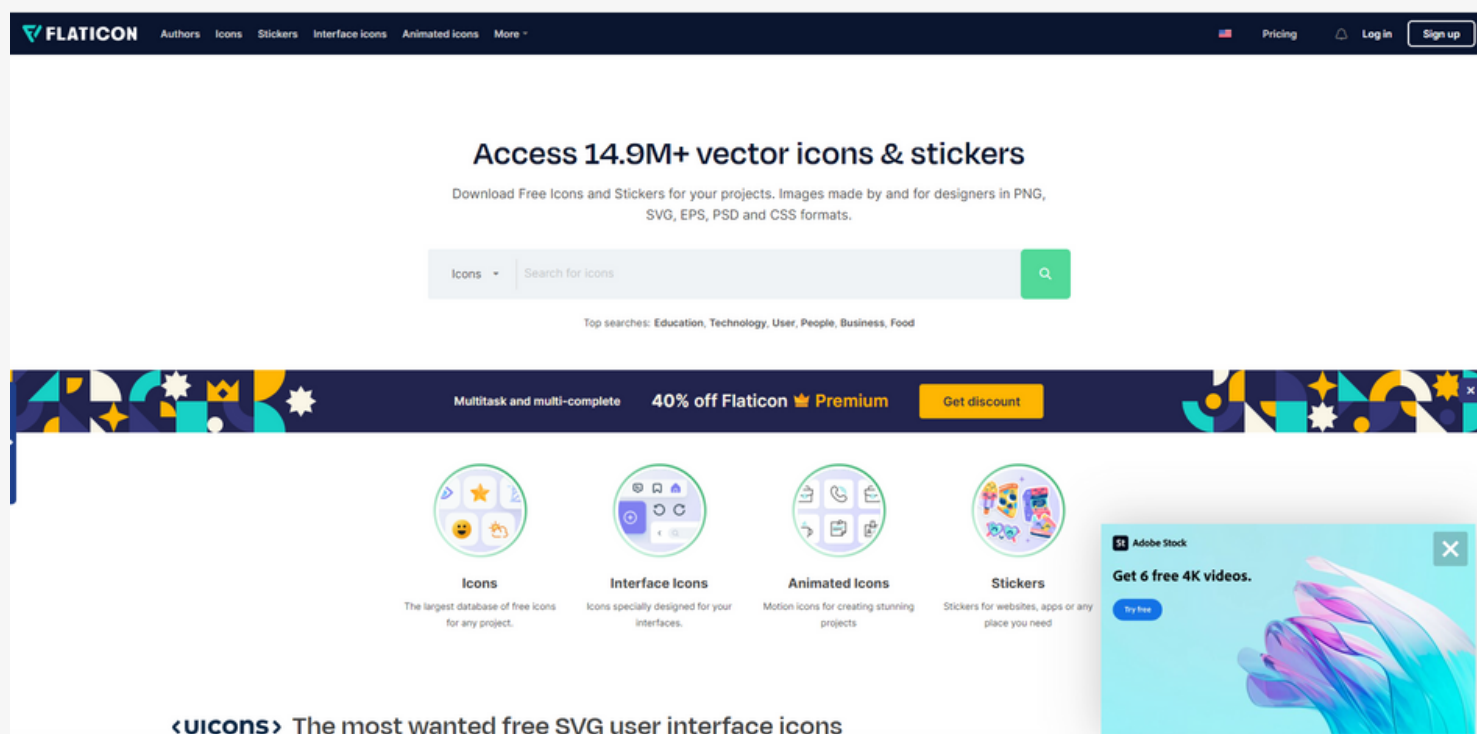 FLATICON Authors Icons Stickers Interface icons Animated icons More Pricing Log in Sign up
Access 14.9M+ vector icons & stickers
Download Free Icons and Stickers for your projects. Images made by and for designers in PNG,
SVG, EPS, PSD and CSS formats.
Icons Search for icons
Top searches: Education, Technology, User, People, Business, Food
Multitask and multi-complete 40% off Flaticon Premium Get discount
Icons
The largest database of free icons
for any project.
Interface Icons
Icons specially designed for your
interfaces.
Animated Icons
Motion icons for creating stunning
projects
Stickers
Stickers for websites, apps or any
place you need
St Adobe Stock
Get 6 free 4K videos.
Try free
<UICONS> The most wanted free SVG user interface icons